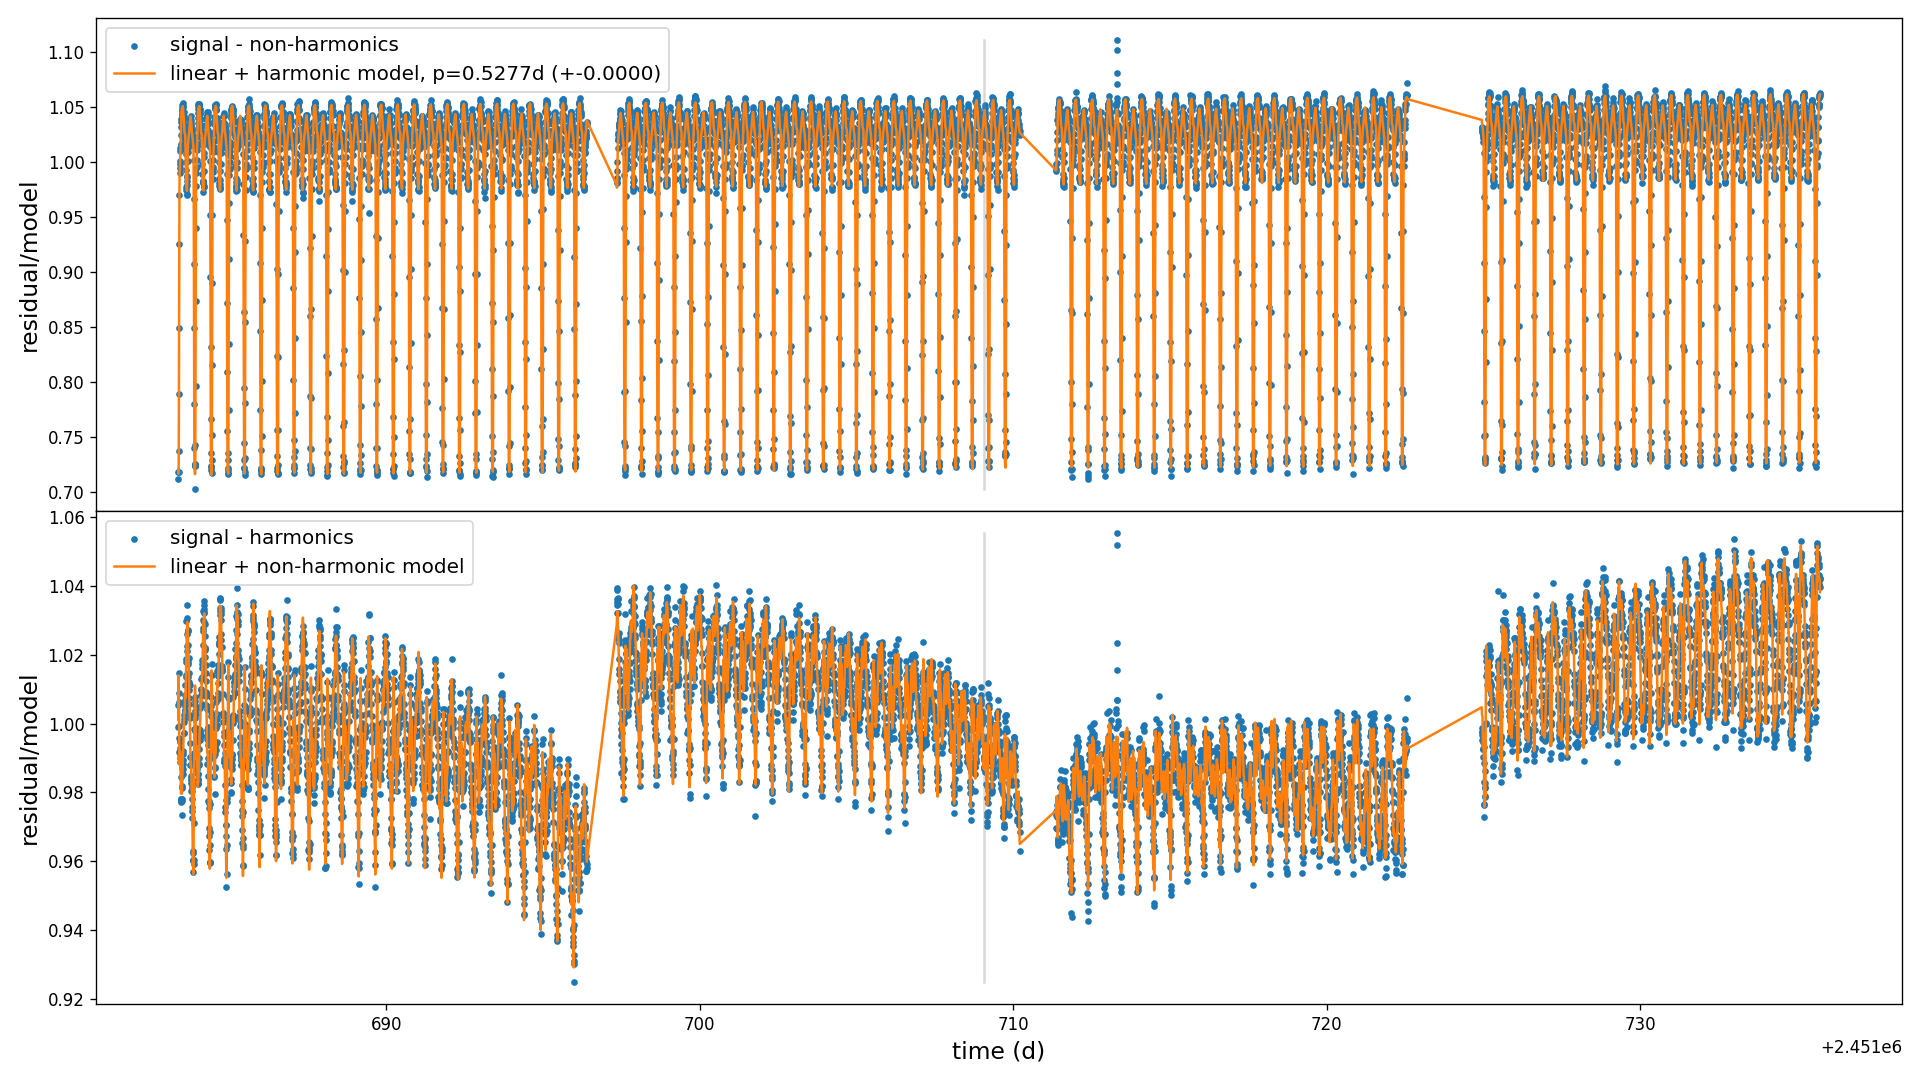 signal - non-harmonics
linear + harmonic model, p=0.5277d (+-0.0000)
residual/model
1.10
1.05
1.00
0.95
0.90
0.85
0.80
0.75
0.70
signal - harmonics
linear + non-harmonic model
residual/model
1.06
1.04
1.02
1.00
0.98
0.96
0.94
0.92
690
700
710
720
730
time (d)
+2.451e6